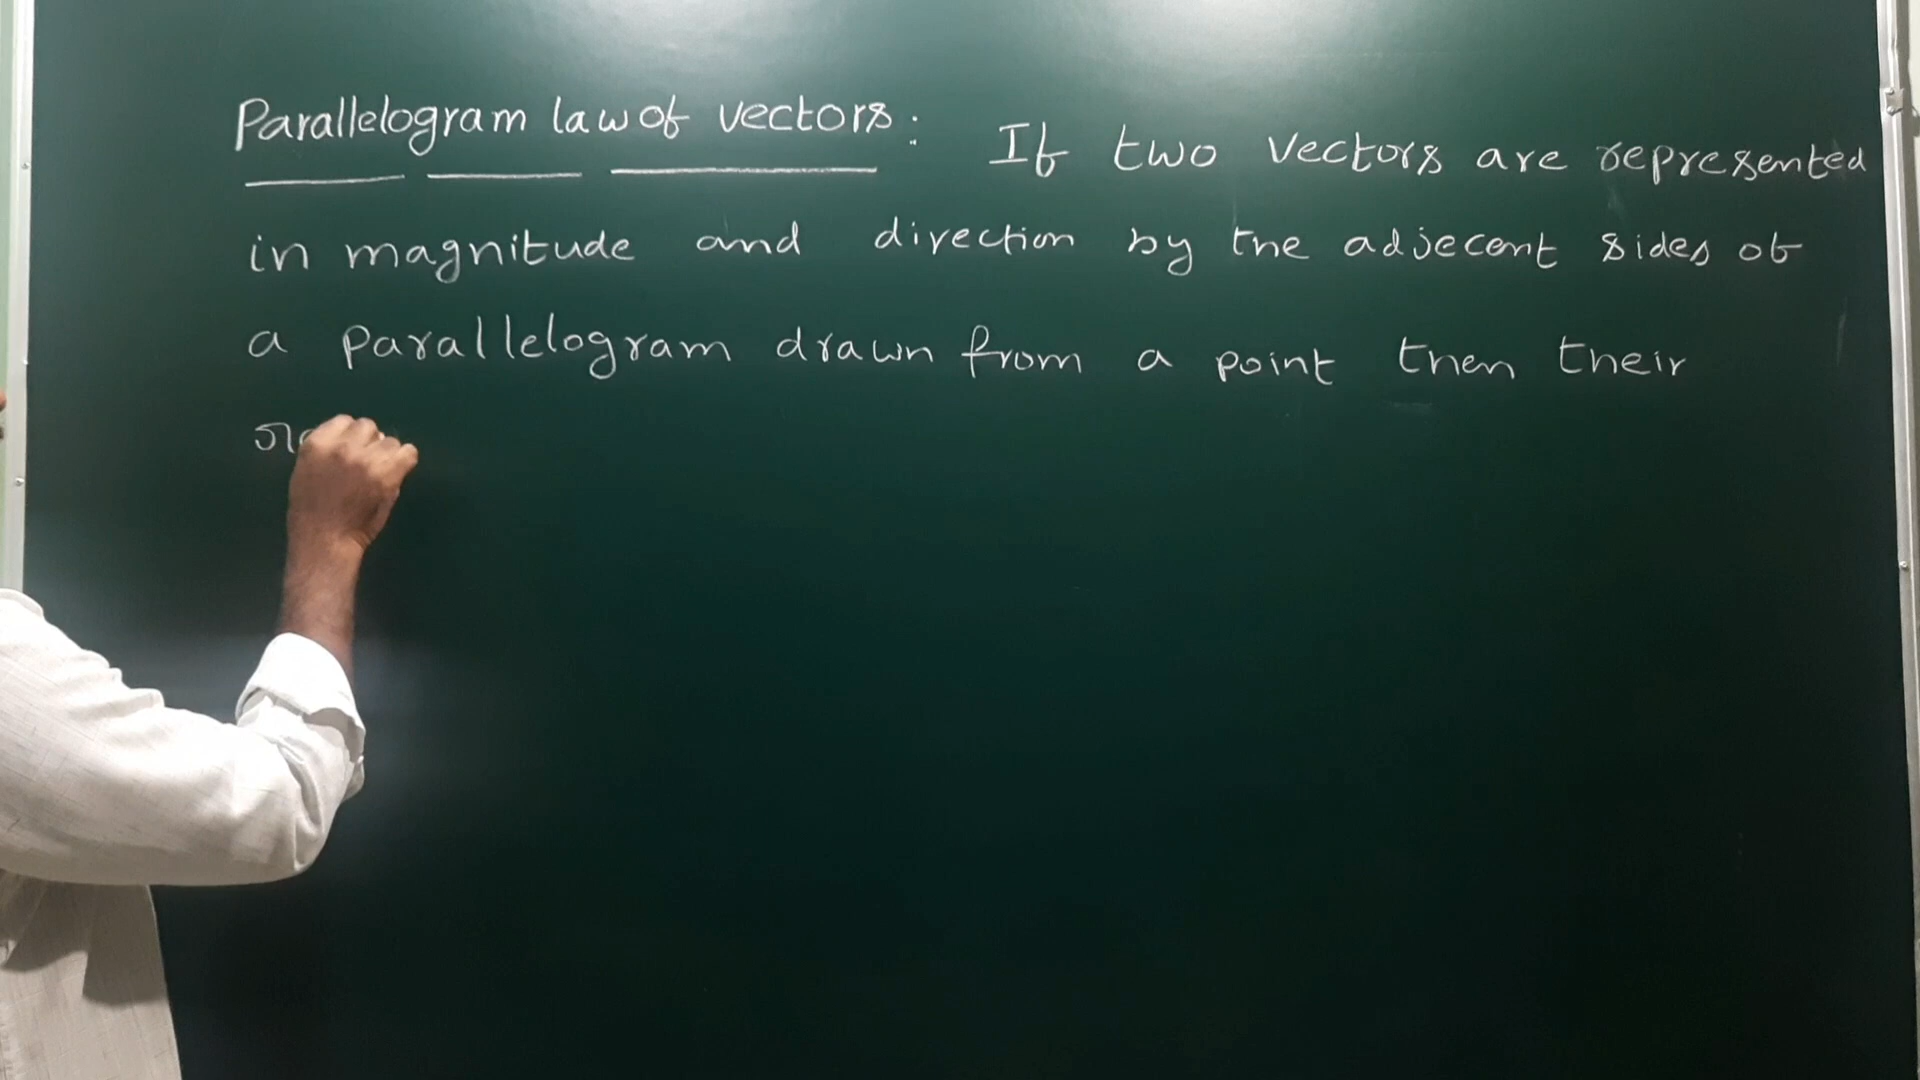 Parallelogram law of vectors : If two vectors are represented
in magnitude and direction by the adjecent sides of
a parallelogram drawn from a point then their